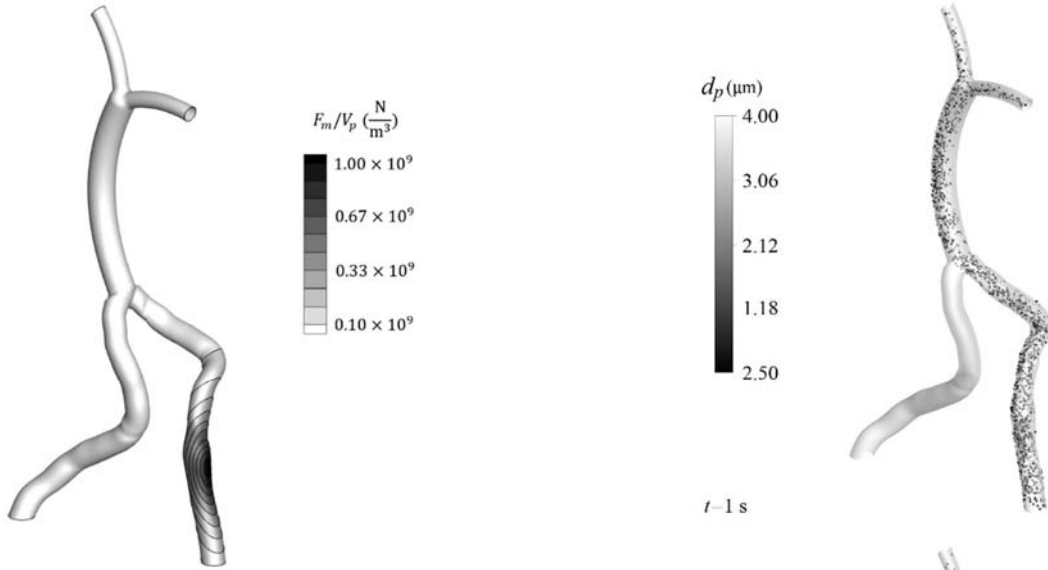 F_m/V_p (N/m³)
1.00 × 10⁹
0.67 × 10⁹
0.33 × 10⁹
0.10 × 10⁹
d_p (μm)
4.00
3.06
2.12
1.18
2.50
t–1 s